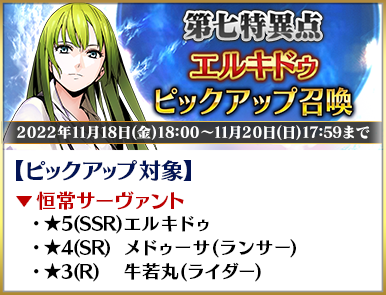 第七特異点
エルキドゥ
ピックアップ召喚
2022年11月18日(金)18:00～11月20日(日)17:59まで
【ピックアップ対象】
▼恒常サーヴァント
・★5(SSR)エルキドゥ
・★4(SR) メドゥーサ(ランサー)
・★3(R) 牛若丸(ライダー)